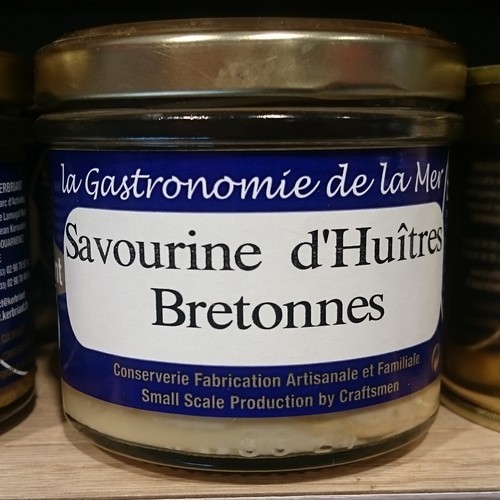 la Gastronomie de la Mer
Savourine d'Huîtres
Bretonnes
Conserverie Fabrication Artisanale et Familiale
Small Scale Production by Craftsmen